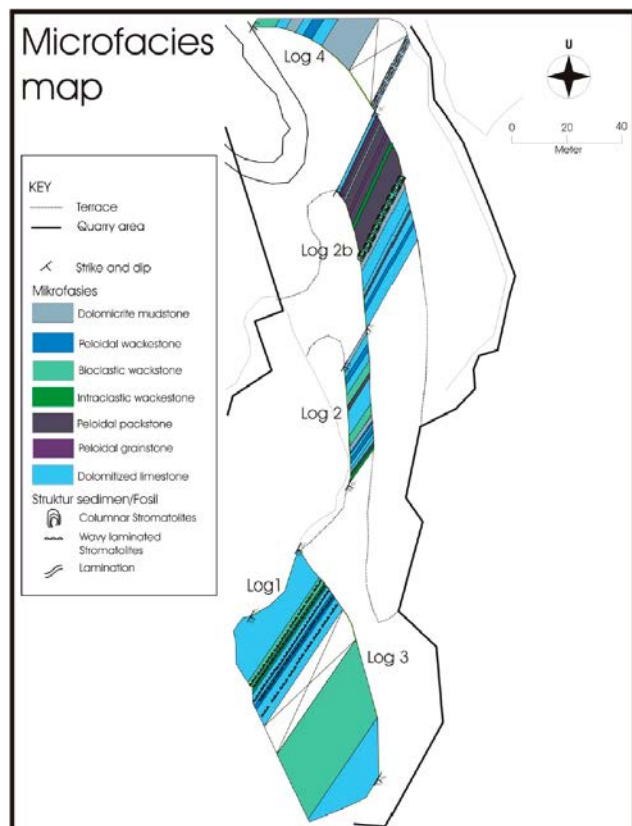 Microfacies
map
Log 4
U
0 20 40
Meter
KEY
Terrace
Quarry area
Strike and dip
Mikrofasies
Dolomicrite mudstone
Peloidal wackestone
Bioclastic wackstone
Intraclastic wackestone
Peloidal packstone
Peloidal grainstone
Dolomitized limestone
Struktur sedimen/Fosil
Columnar Stromatolites
Wavy laminated
Stromatolites
Lamination
Log 2b
Log 2
Log1
Log 3